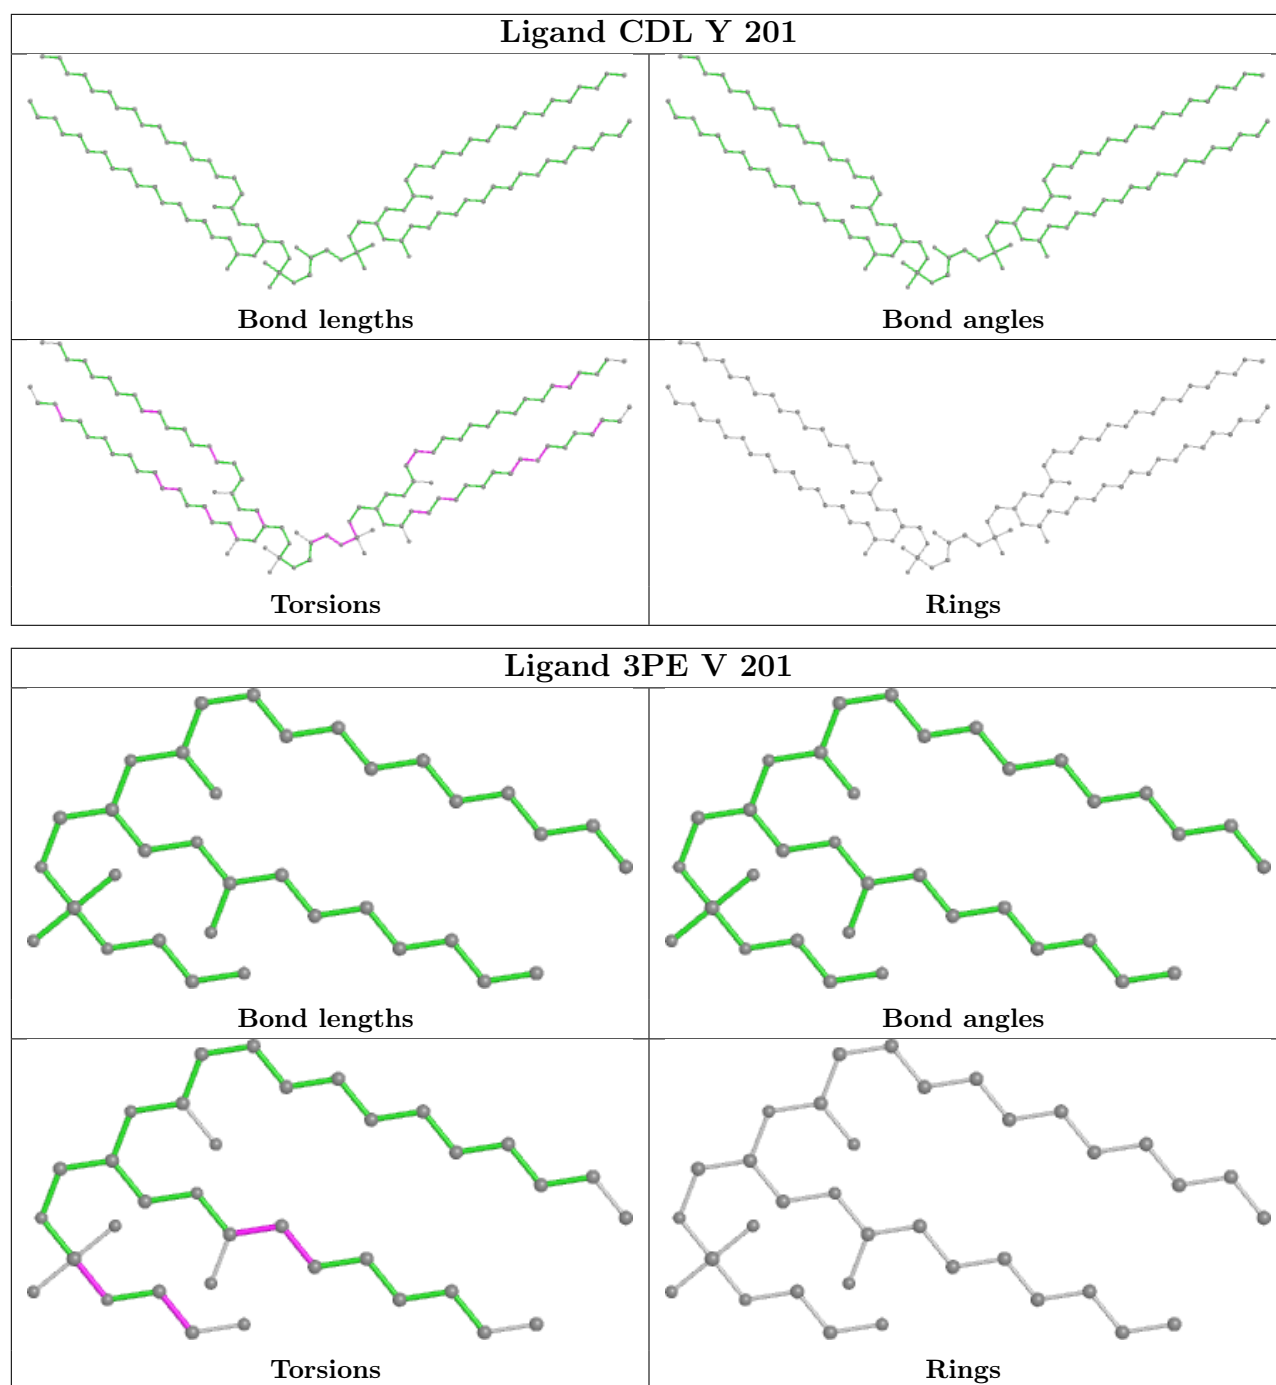 Ligand CDL Y 201
Bond lengths
Bond angles
Torsions
Rings
Ligand 3PE V 201
Bond lengths
Bond angles
Torsions
Rings